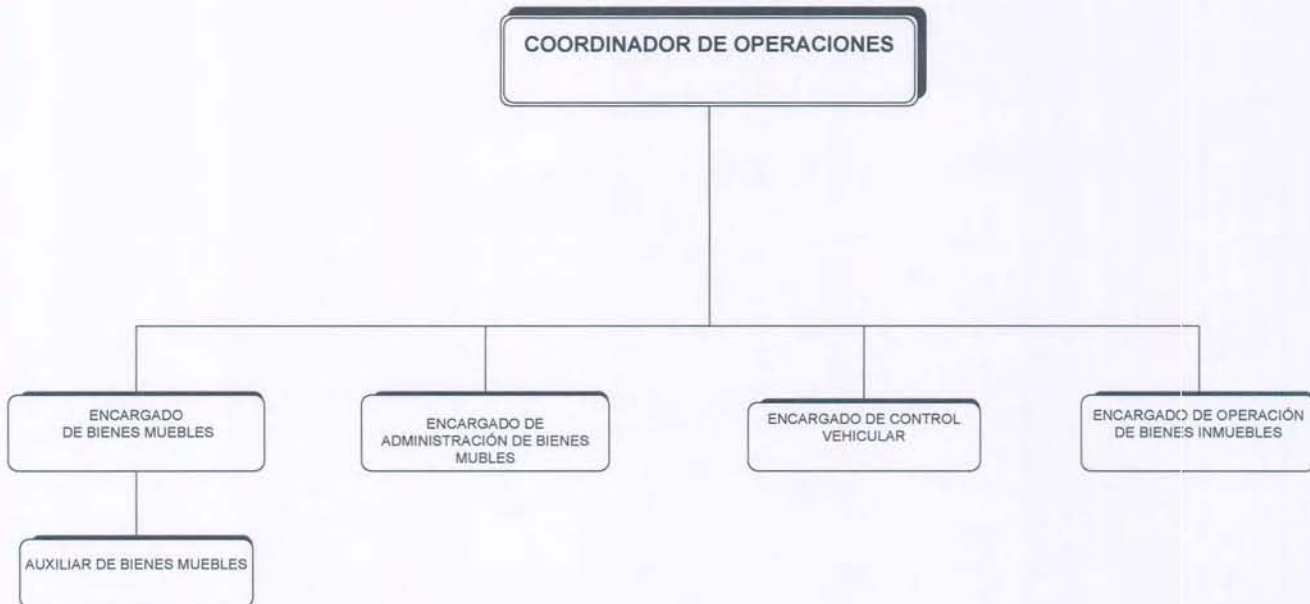 COORDINADOR DE OPERACIONES
ENCARGADO
DE BIENES MUEBLES
ENCARGADO DE
ADMINISTRACIÓN DE BIENES
MUBLES
ENCARGADO DE CONTROL
VEHICULAR
ENCARGADO DE OPERACIÓN
DE BIENES INMUEBLES
AUXILIAR DE BIENES MUEBLES